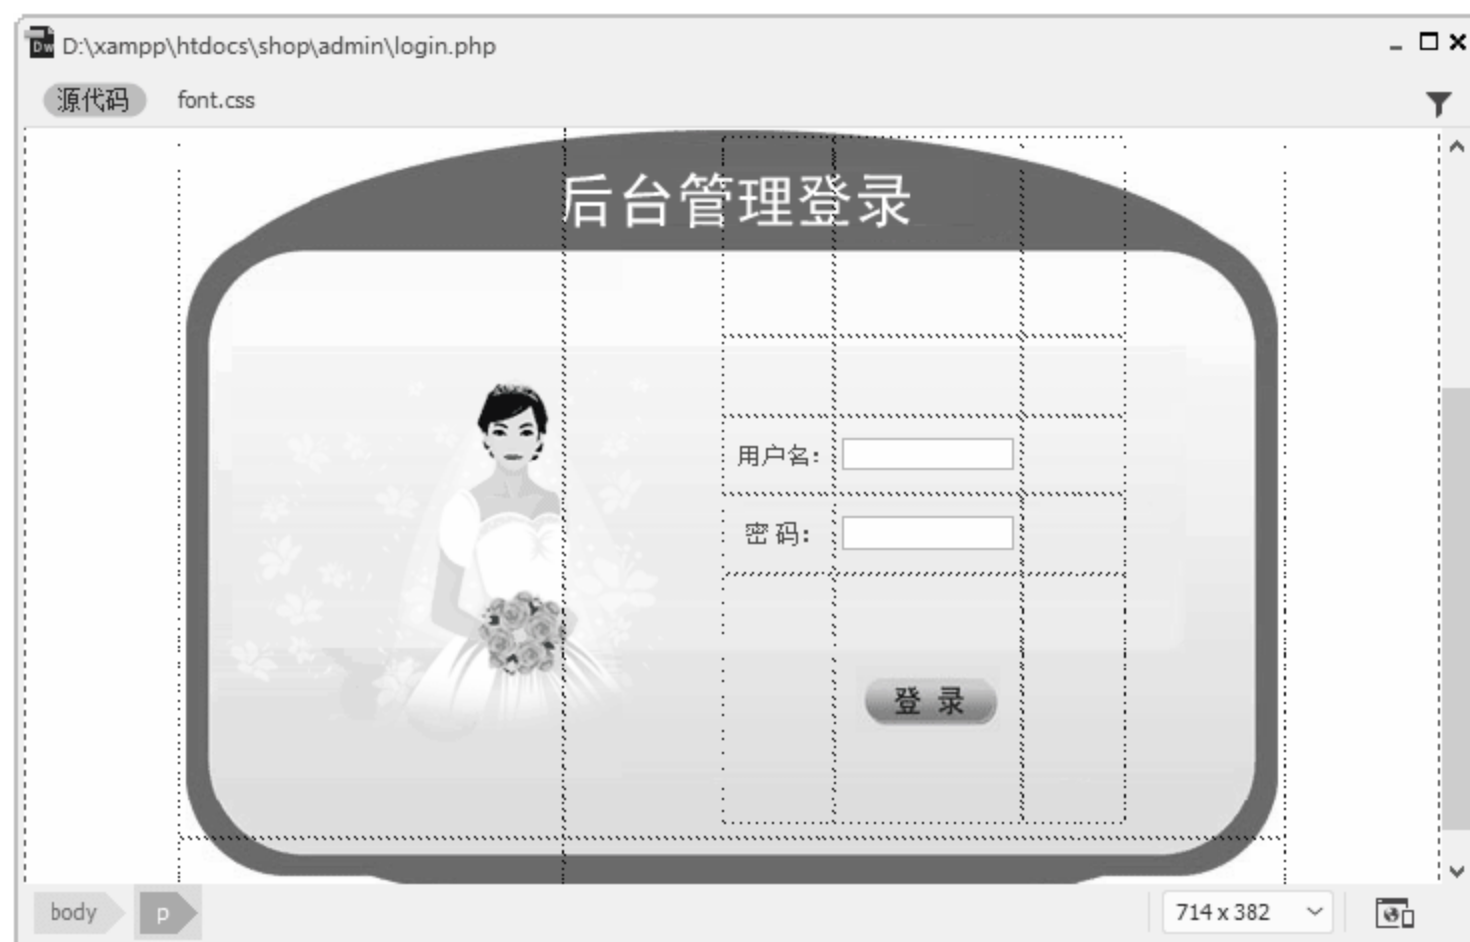 Dw D:\xampp\htdocs\shop\admin\login.php
源代码 font.css
后台管理登录
用户名：
密 码：
登 录
body p 714 x 382